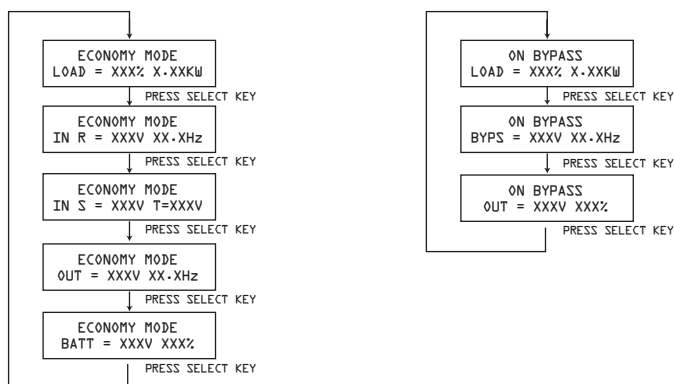 ECONOMY MODE
LOAD = XXX% X.XXKW
PRESS SELECT KEY
ECONOMY MODE
IN R = XXXV XX.XHz
PRESS SELECT KEY
ECONOMY MODE
IN S = XXXV T=XXXV
PRESS SELECT KEY
ECONOMY MODE
OUT = XXXV XX.XHz
PRESS SELECT KEY
ECONOMY MODE
BATT = XXXV XXX%
PRESS SELECT KEY
ON BYPASS
LOAD = XXX% X.XXKW
PRESS SELECT KEY
ON BYPASS
BYPS = XXXV XX.XHz
PRESS SELECT KEY
ON BYPASS
OUT = XXXV XXX%
PRESS SELECT KEY